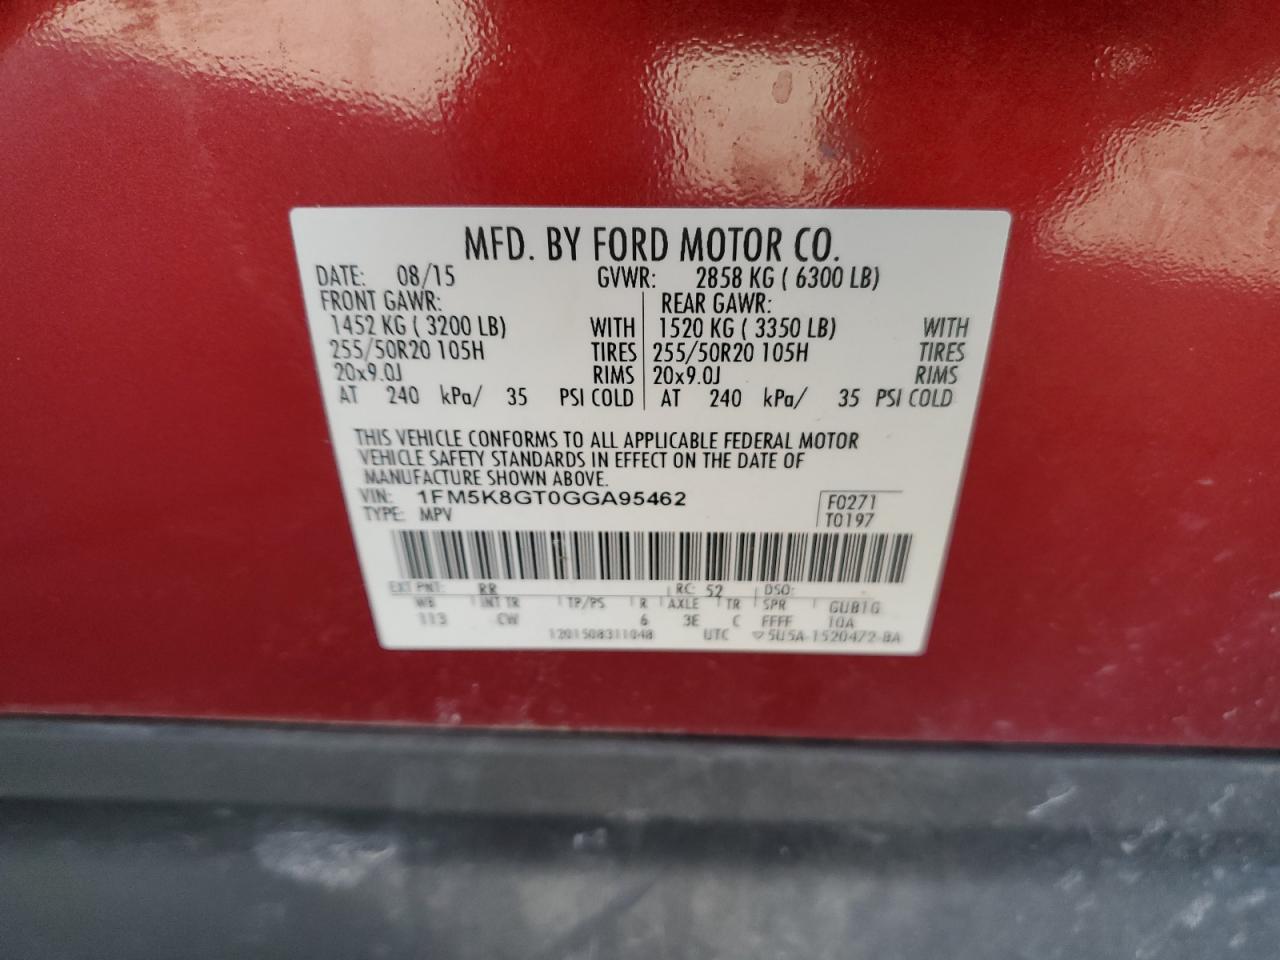 MFD. BY FORD MOTOR CO.
DATE: 08/15 GVWR: 2858 KG ( 6300 LB)
FRONT GAWR: REAR GAWR:
1452 KG ( 3200 LB) WITH 1520 KG ( 3350 LB) WITH
255/50R20 105H TIRES 255/50R20 105H TIRES
20x9.0J RIMS 20x9.0J RIMS
AT 240 kPa/ 35 PSI COLD AT 240 kPa/ 35 PSI COLD
THIS VEHICLE CONFORMS TO ALL APPLICABLE FEDERAL MOTOR
VEHICLE SAFETY STANDARDS IN EFFECT ON THE DATE OF
MANUFACTURE SHOWN ABOVE.
VIN: 1FM5K8GT0GGA95462 F0271
TYPE: MPV T0197
EXT PNT: RR RC: 52 DSO:
WB INT TR TP/PS R AXLE TR SPR GUB1G
113 CW 6 3E C FFFF 10A
1201508311048 UTC ▽5U5A-1520472-BA